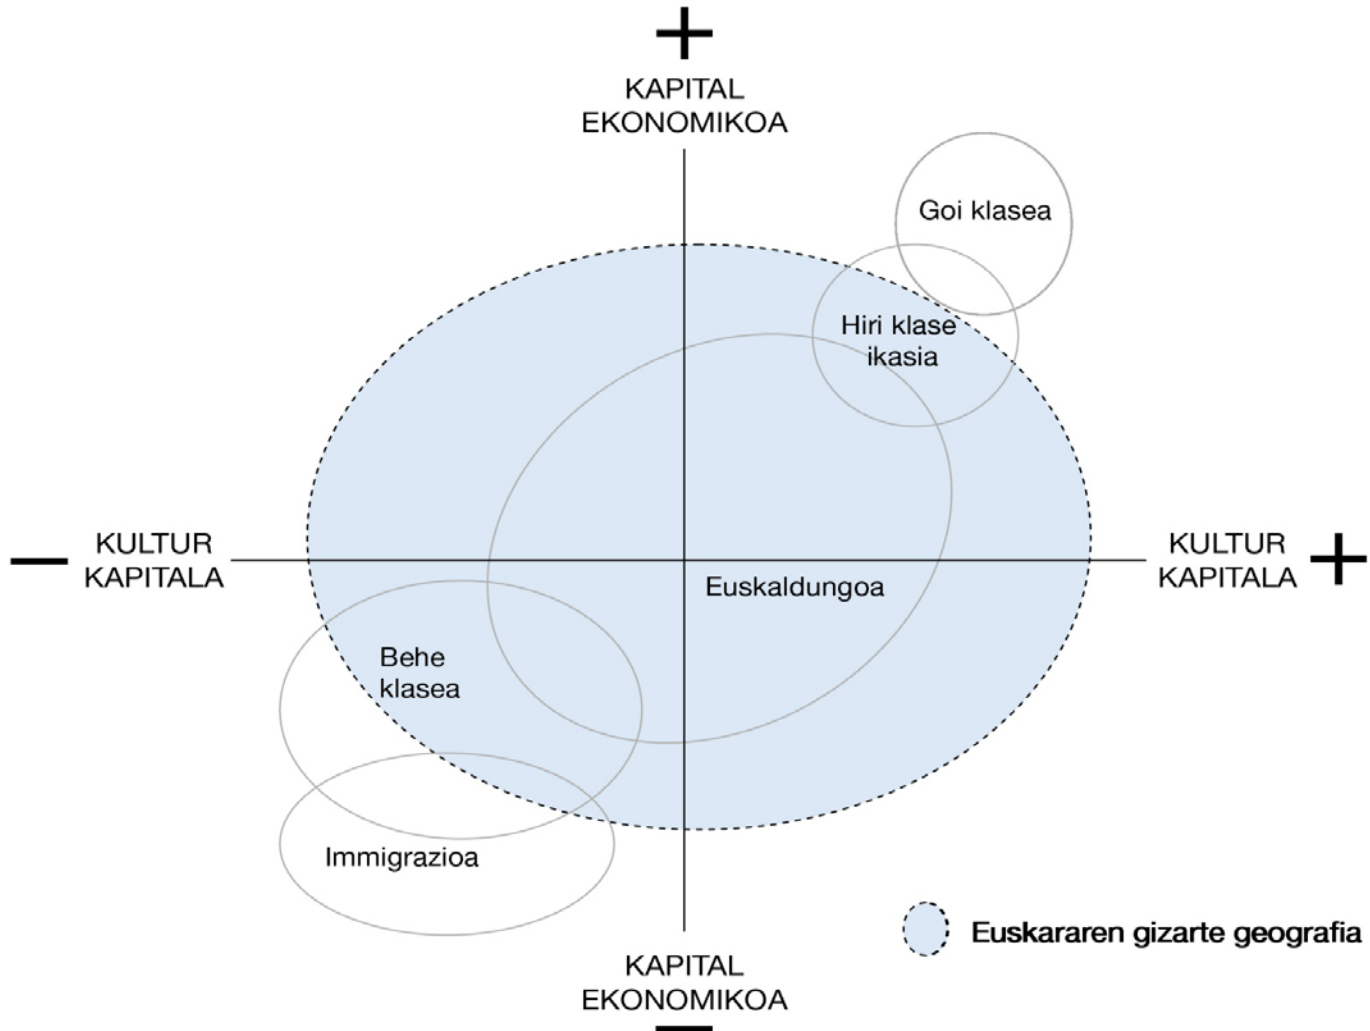 +
KAPITAL
EKONOMIKOA
Goi klasea
Hiri klase
ikasia
— KULTUR
KAPITALA
KULTUR +
KAPITALA
Euskaldungoa
Behe
klasea
Immigrazioa
Euskararen gizarte geografia
KAPITAL
EKONOMIKOA
—